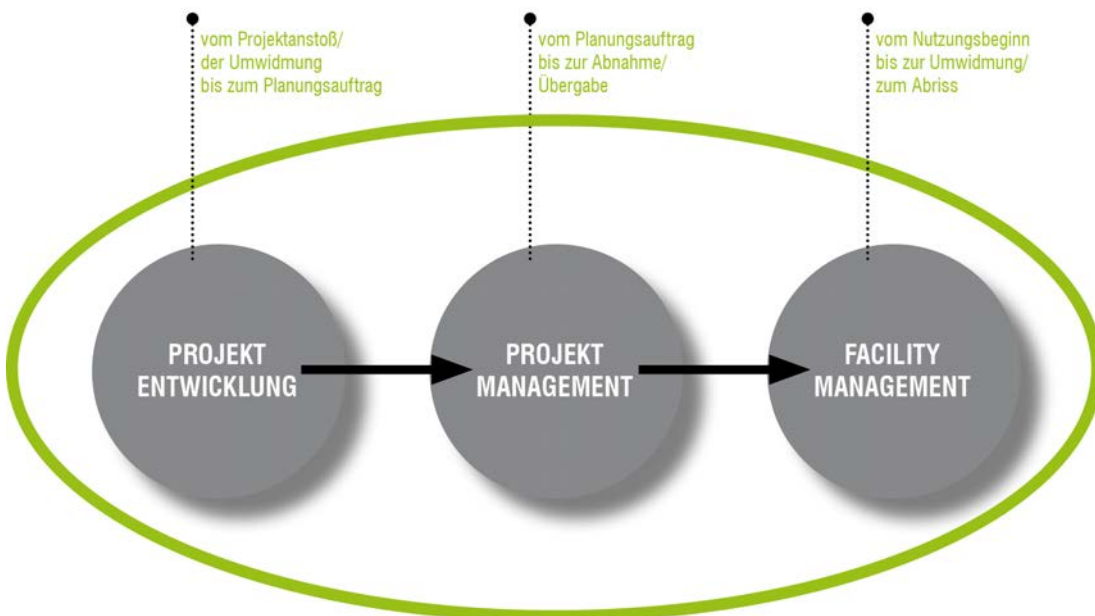 vom Projektanstoß/
der Umwidmung
bis zum Planungsauftrag
vom Planungsauftrag
bis zur Abnahme/
Übergabe
vom Nutzungsbeginn
bis zur Umwidmung/
zum Abriss
PROJEKT
ENTWICKLUNG
PROJEKT
MANAGEMENT
FACILITY
MANAGEMENT